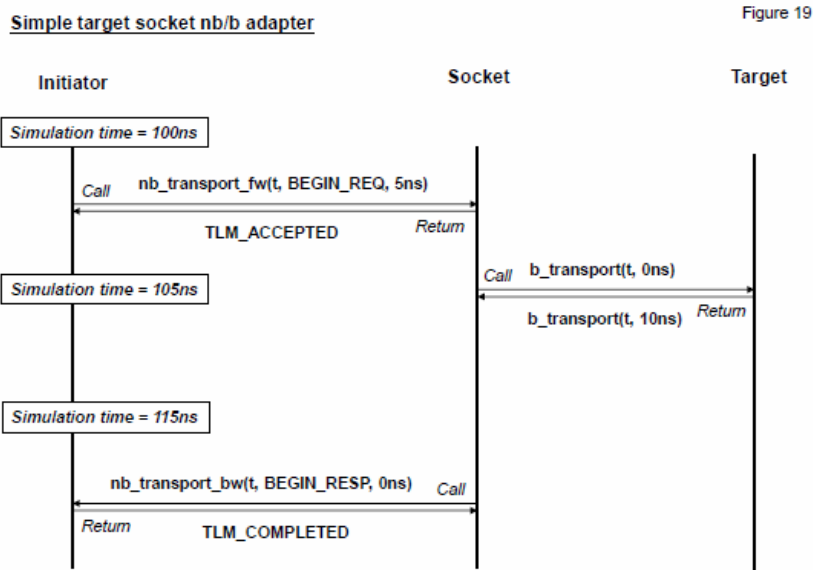 Figure 19
Simple target socket nb/b adapter
Initiator
Socket
Target
Simulation time = 100ns
Call
nb_transport_fw(t, BEGIN_REQ, 5ns)
TLM_ACCEPTED
Return
Call
b_transport(t, 0ns)
Simulation time = 105ns
b_transport(t, 10ns)
Return
Simulation time = 115ns
nb_transport_bw(t, BEGIN_RESP, 0ns)
Call
Return
TLM_COMPLETED